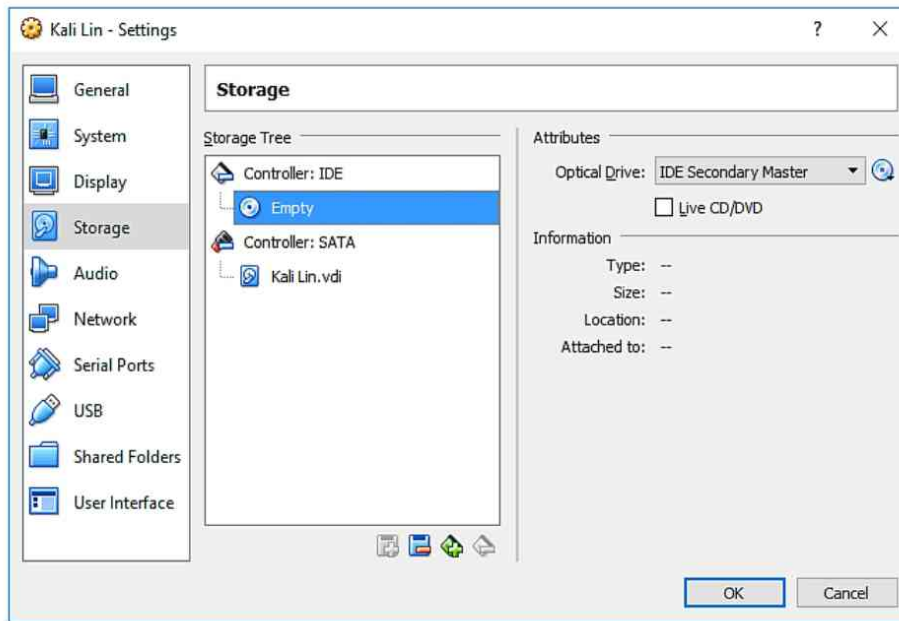 Kali Lin - Settings
? ×
General
System
Display
Storage
Audio
Network
Serial Ports
USB
Shared Folders
User Interface
Storage
Storage Tree
Controller: IDE
Empty
Controller: SATA
Kali Lin.vdi
Attributes
Optical Drive: IDE Secondary Master
Live CD/DVD
Information
Type: --
Size: --
Location: --
Attached to: --
OK
Cancel